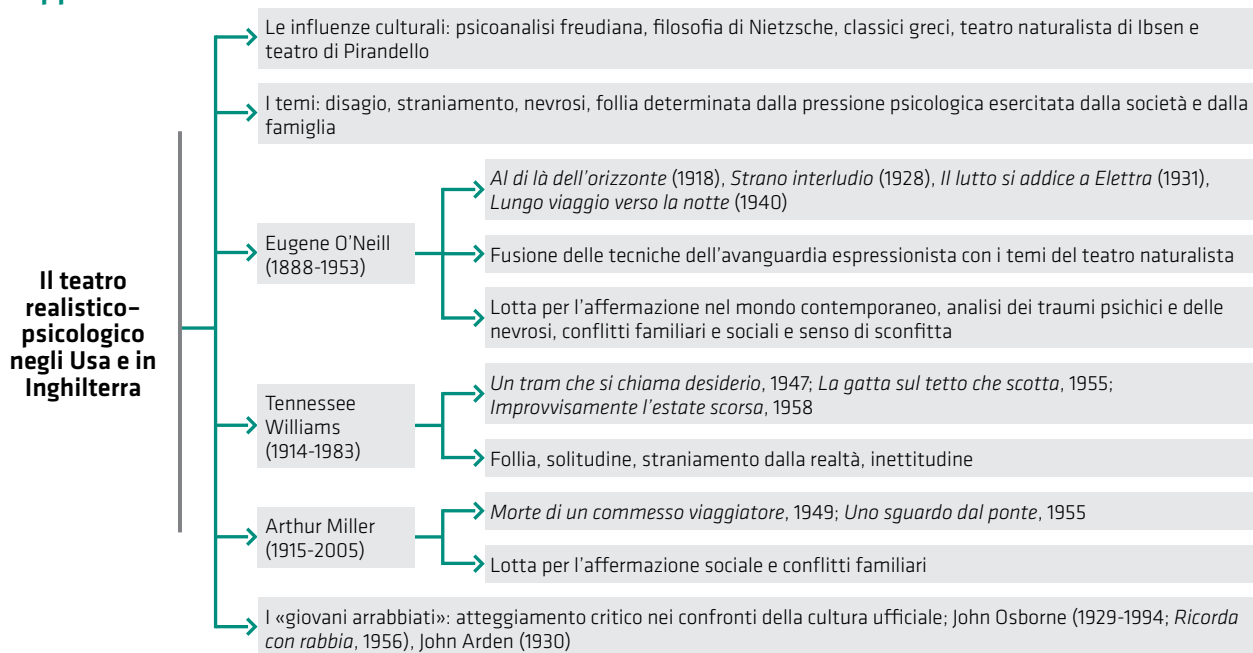 Le influenze culturali: psicoanalisi freudiana, filosofia di Nietzsche, classici greci, teatro naturalista di Ibsen e
teatro di Pirandello
I temi: disagio, straniamento, nevrosi, follia determinata dalla pressione psicologica esercitata dalla società e dalla
famiglia
Il teatro
realistico–
psicologico
negli Usa e in
Inghilterra
Eugene O'Neill
(1888-1953)
Al di là dell'orizzonte (1918), Strano interludio (1928), Il lutto si addice a Elettra (1931),
Lungo viaggio verso la notte (1940)
Fusione delle tecniche dell'avanguardia espressionista con i temi del teatro naturalista
Lotta per l'affermazione nel mondo contemporaneo, analisi dei traumi psichici e delle
nevrosi, conflitti familiari e sociali e senso di sconfitta
Tennessee
Williams
(1914-1983)
Un tram che si chiama desiderio, 1947; La gatta sul tetto che scotta, 1955;
Improvvisamente l'estate scorsa, 1958
Follia, solitudine, straniamento dalla realtà, inettitudine
Arthur Miller
(1915-2005)
Morte di un commesso viaggiatore, 1949; Uno sguardo dal ponte, 1955
Lotta per l'affermazione sociale e conflitti familiari
I «giovani arrabbiati»: atteggiamento critico nei confronti della cultura ufficiale; John Osborne (1929-1994; Ricorda
con rabbia, 1956), John Arden (1930)